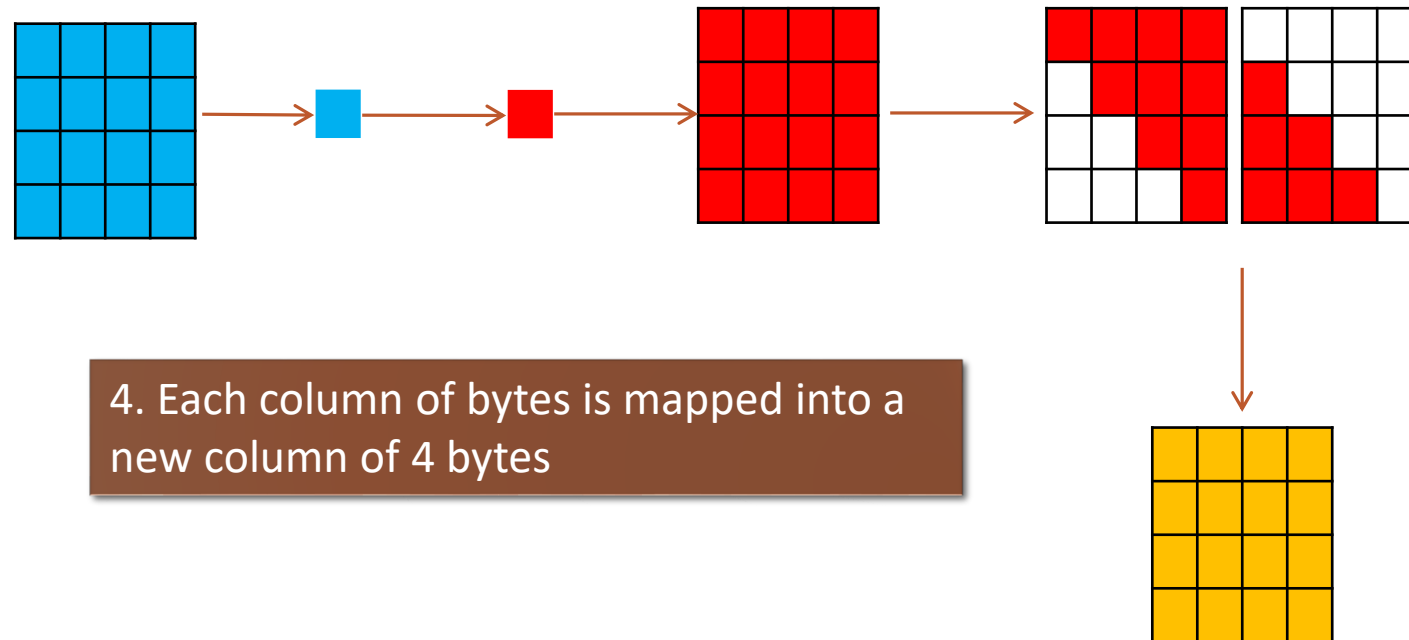 4. Each column of bytes is mapped into a
new column of 4 bytes